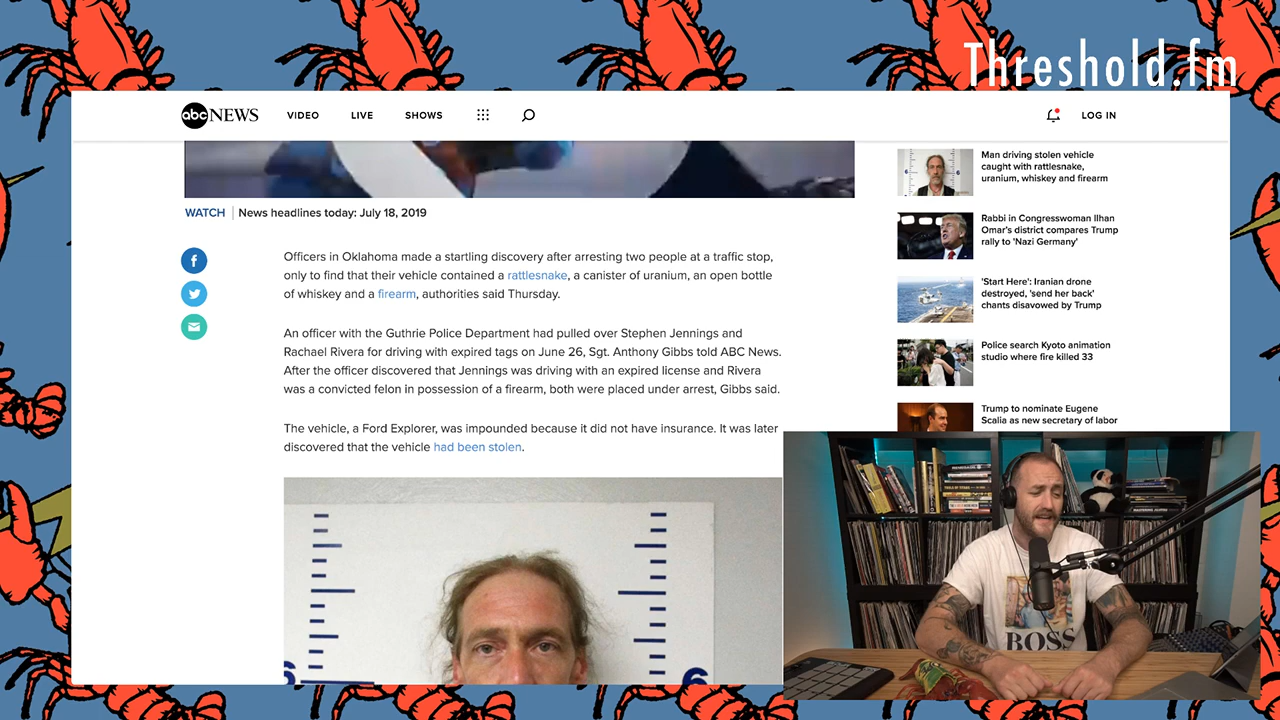 Threshold.fm
abc NEWS VIDEO LIVE SHOWS LOG IN
WATCH News headlines today: July 18, 2019
Officers in Oklahoma made a startling discovery after arresting two people at a traffic stop,
only to find that their vehicle contained a rattlesnake, a canister of uranium, an open bottle
of whiskey and a firearm, authorities said Thursday.
An officer with the Guthrie Police Department had pulled over Stephen Jennings and
Rachael Rivera for driving with expired tags on June 26, Sgt. Anthony Gibbs told ABC News.
After the officer discovered that Jennings was driving with an expired license and Rivera
was a convicted felon in possession of a firearm, both were placed under arrest, Gibbs said.
The vehicle, a Ford Explorer, was impounded because it did not have insurance. It was later
discovered that the vehicle had been stolen.
6
6
Man driving stolen vehicle
caught with rattlesnake,
uranium, whiskey and firearm
Rabbi in Congresswoman Ilhan
Omar's district compares Trump
rally to 'Nazi Germany'
'Start Here': Iranian drone
destroyed, 'send her back'
chants disavowed by Trump
Police search Kyoto animation
studio where fire killed 33
Trump to nominate Eugene
Scalia as new secretary of labor
BOSS